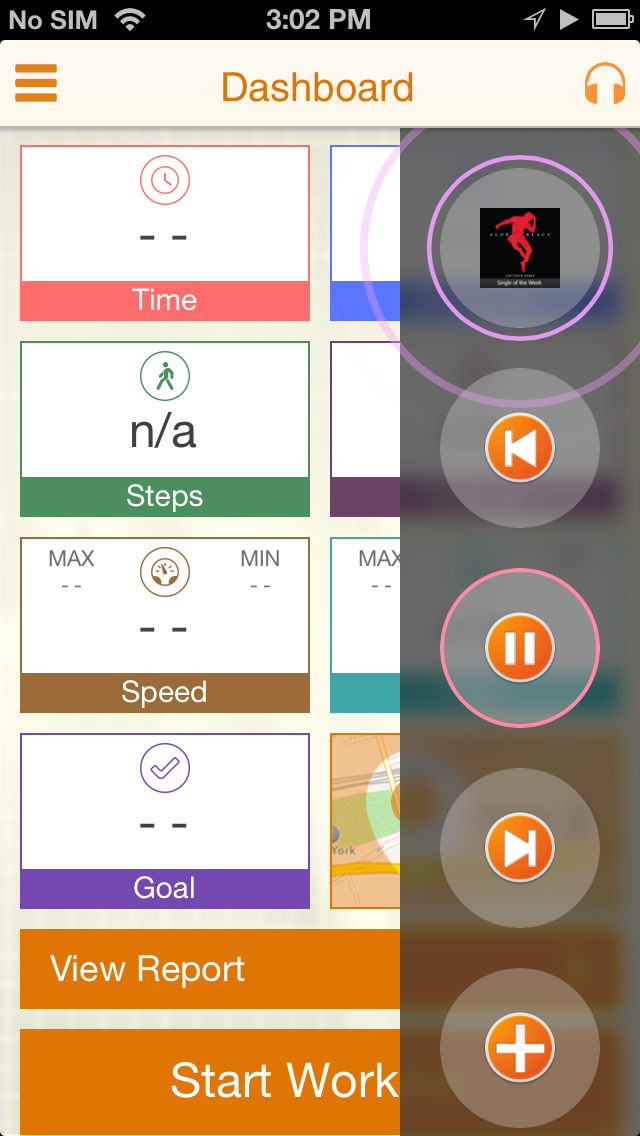 No SIM 3:02 PM
Dashboard
- -
Time
n/a
Steps
MAX MIN
- - - -
- -
Speed
MAX
- -
- -
Goal
York
View Report
Start Work
ALOE BLACC
Single of the Week